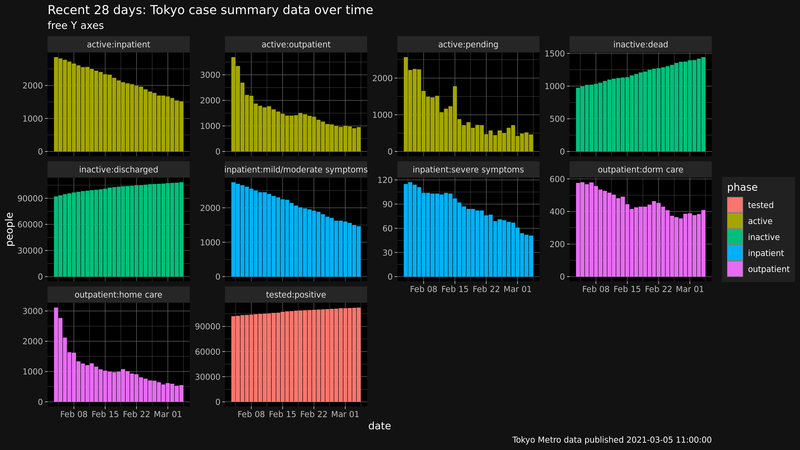 Recent 28 days: Tokyo case summary data over time
free Y axes
active:inpatient
active:outpatient
active:pending
inactive:dead
2000
1000
0
3000
2000
1000
0
2000
1000
0
1500
1000
500
0
inactive:discharged
inpatient:mild/moderate symptoms
inpatient:severe symptoms
outpatient:dorm care
90000
60000
30000
0
2000
1000
0
120
90
60
30
0
600
400
200
0
Feb 08 Feb 15 Feb 22 Mar 01
Feb 08 Feb 15 Feb 22 Mar 01
outpatient:home care
tested:positive
3000
2000
1000
0
90000
60000
30000
0
Feb 08 Feb 15 Feb 22 Mar 01
Feb 08 Feb 15 Feb 22 Mar 01
people
date
phase
tested
active
inactive
inpatient
outpatient
Tokyo Metro data published 2021-03-05 11:00:00